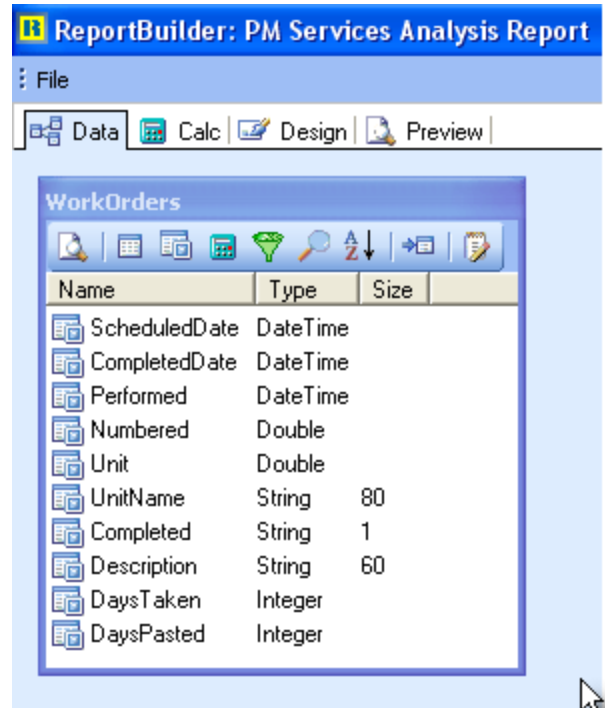 ReportBuilder: PM Services Analysis Report
File
Data Calc Design Preview
WorkOrders
Name Type Size
ScheduledDate DateTime
CompletedDate DateTime
Performed DateTime
Numbered Double
Unit Double
UnitName String 80
Completed String 1
Description String 60
DaysTaken Integer
DaysPasted Integer